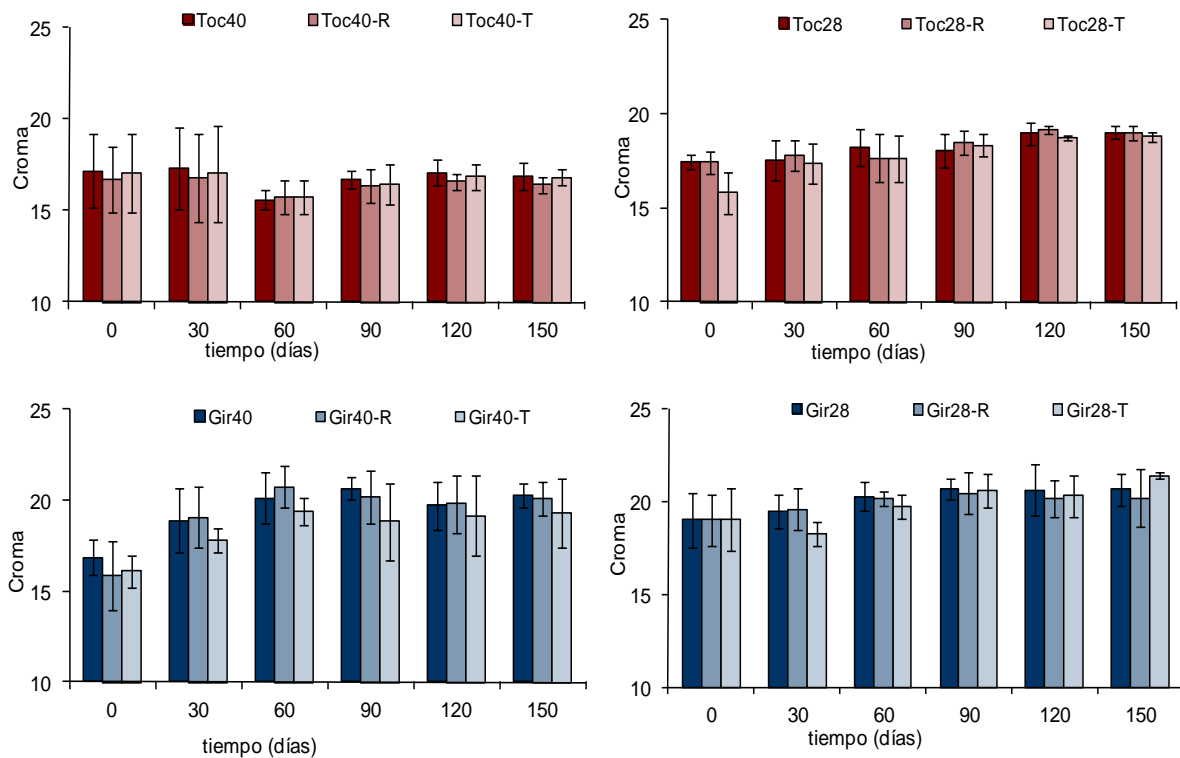 Toc40 Toc40-R Toc40-T
25
20
15
10
Croma
0 30 60 90 120 150
tiempo (días)
Toc28 Toc28-R Toc28-T
25
20
15
10
Croma
0 30 60 90 120 150
tiempo (días)
Gir40 Gir40-R Gir40-T
25
20
15
10
Croma
0 30 60 90 120 150
tiempo (días)
Gir28 Gir28-R Gir28-T
25
20
15
10
Croma
0 30 60 90 120 150
tiempo (días)